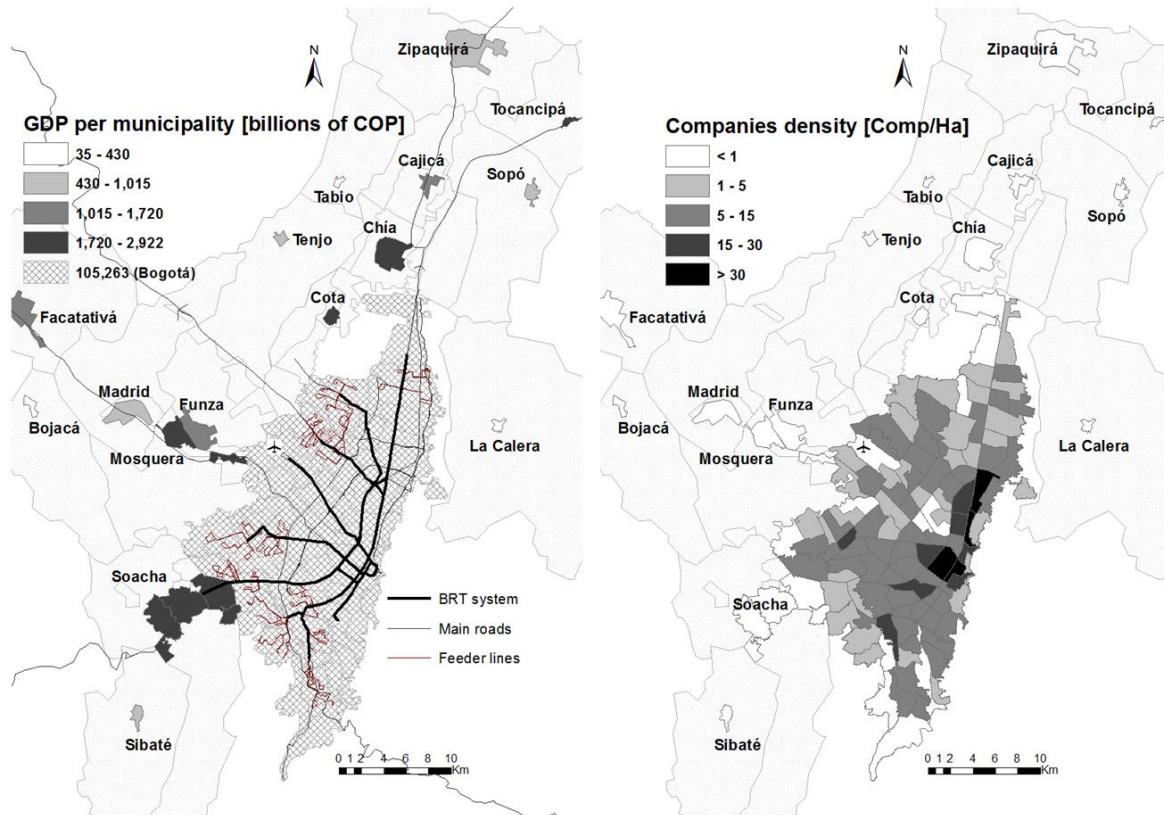 N
Zipaquirá
Tocancipá
GDP per municipality [billions of COP]
35 - 430
430 - 1,015
1,015 - 1,720
1,720 - 2,922
105,263 (Bogotá)
Cajicá
Sopó
Tabio
Chía
Tenjo
Cota
Facatativá
Madrid
Funza
Bojacá
La Calera
Mosquera
Soacha
BRT system
Main roads
Feeder lines
Sibaté
0 1 2 4 6 8 10
Km
N
Zipaquirá
Tocancipá
Companies density [Comp/Ha]
< 1
1 - 5
5 - 15
15 - 30
> 30
Cajicá
Sopó
Tabio
Chía
Tenjo
Cota
Facatativá
Madrid
Funza
Bojacá
La Calera
Mosquera
Soacha
Sibaté
0 1 2 4 6 8 10
Km